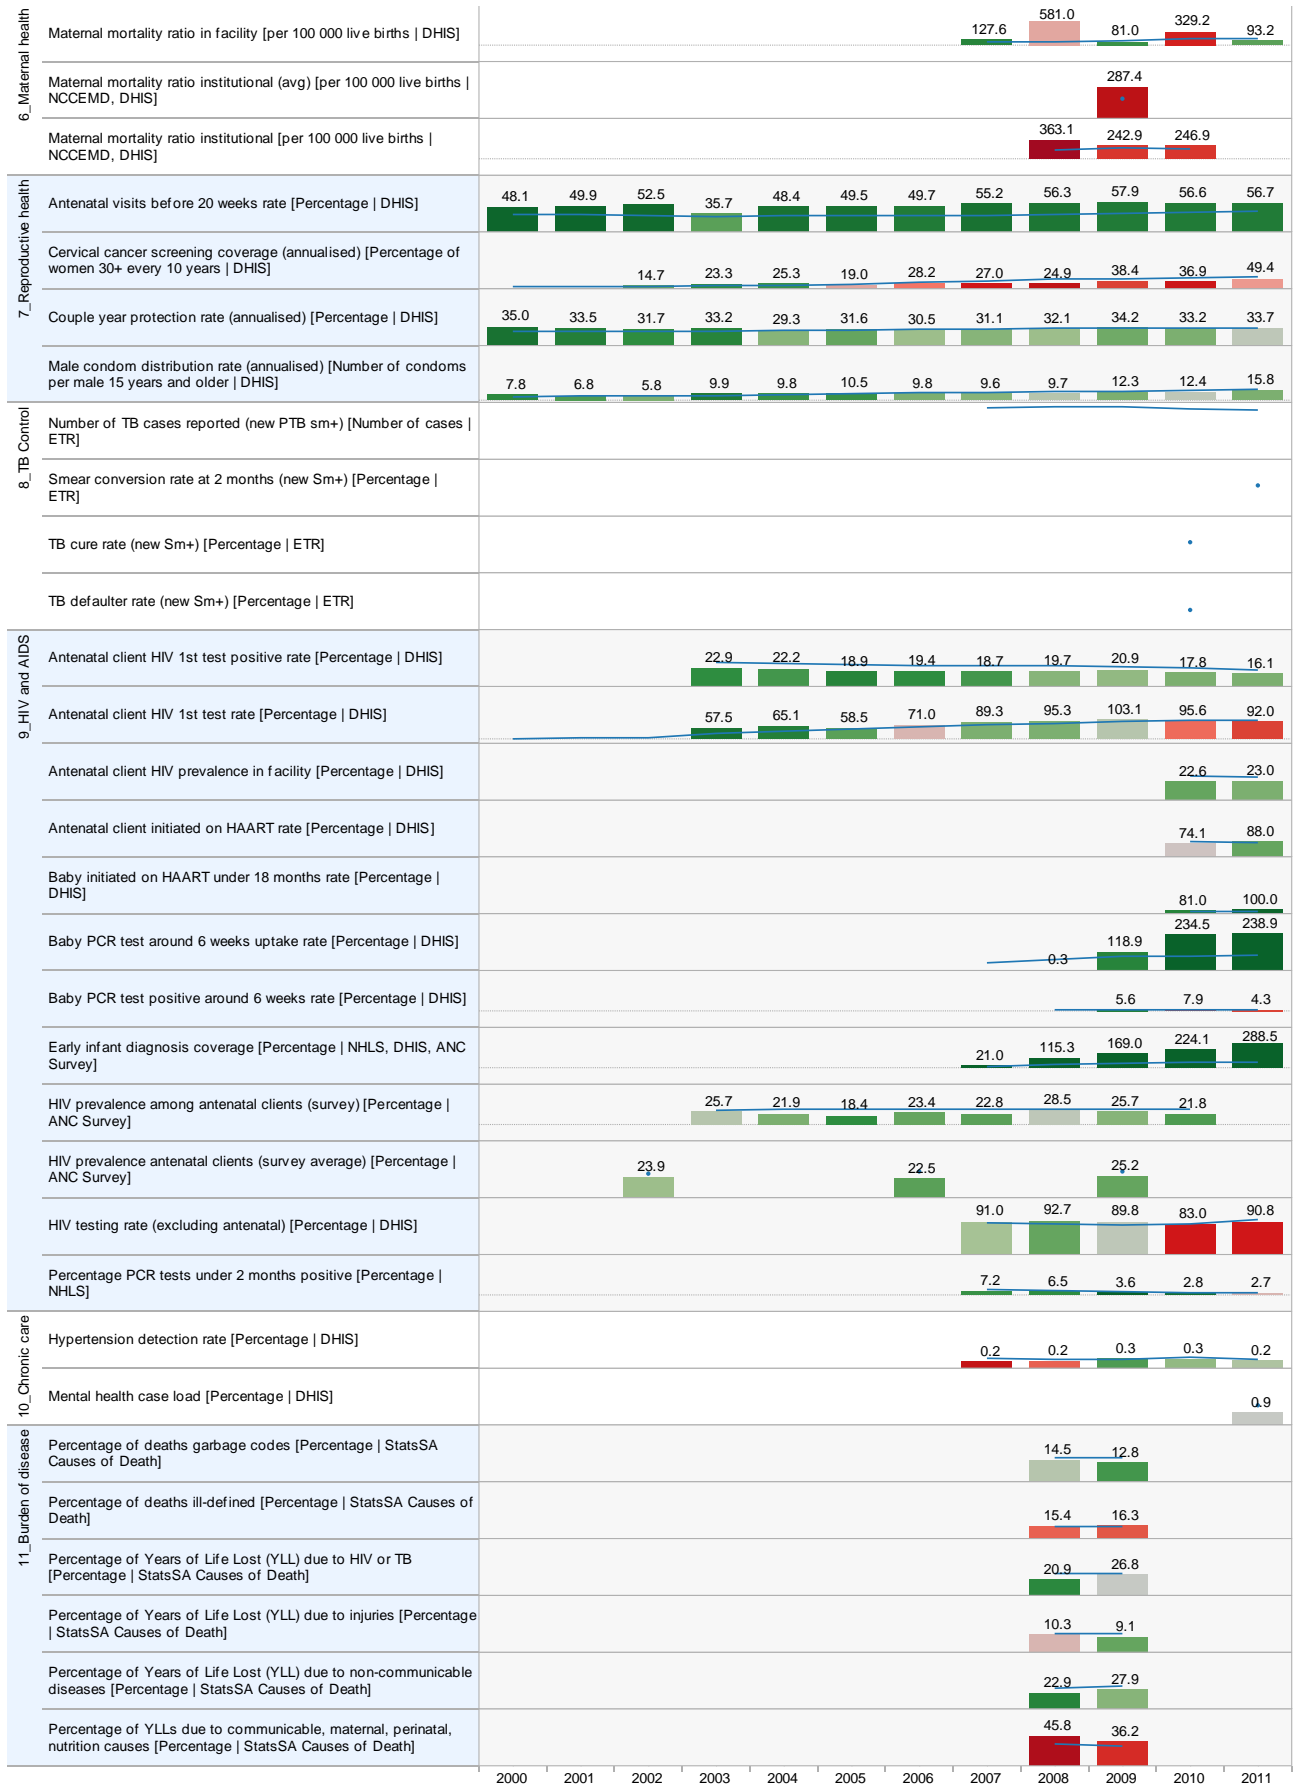 6_Maternal health
Maternal mortality ratio in facility [per 100 000 live births | DHIS]
127.6 581.0 81.0 329.2 93.2
Maternal mortality ratio institutional (avg) [per 100 000 live births |
NCCEMD, DHIS]
287.4
Maternal mortality ratio institutional [per 100 000 live births |
NCCEMD, DHIS]
363.1 242.9 246.9
7_Reproductive health
Antenatal visits before 20 weeks rate [Percentage | DHIS]
48.1 49.9 52.5 35.7 48.4 49.5 49.7 55.2 56.3 57.9 56.6 56.7
Cervical cancer screening coverage (annualised) [Percentage of
women 30+ every 10 years | DHIS]
14.7 23.3 25.3 19.0 28.2 27.0 24.9 38.4 36.9 49.4
Couple year protection rate (annualised) [Percentage | DHIS]
35.0 33.5 31.7 33.2 29.3 31.6 30.5 31.1 32.1 34.2 33.2 33.7
Male condom distribution rate (annualised) [Number of condoms
per male 15 years and older | DHIS]
7.8 6.8 5.8 9.9 9.8 10.5 9.8 9.6 9.7 12.3 12.4 15.8
8_TB Control
Number of TB cases reported (new PTB sm+) [Number of cases |
ETR]
Smear conversion rate at 2 months (new Sm+) [Percentage |
ETR]
TB cure rate (new Sm+) [Percentage | ETR]
TB defaulter rate (new Sm+) [Percentage | ETR]
9_HIV and AIDS
Antenatal client HIV 1st test positive rate [Percentage | DHIS]
22.9 22.2 18.9 19.4 18.7 19.7 20.9 17.8 16.1
Antenatal client HIV 1st test rate [Percentage | DHIS]
57.5 65.1 58.5 71.0 89.3 95.3 103.1 95.6 92.0
Antenatal client HIV prevalence in facility [Percentage | DHIS]
22.6 23.0
Antenatal client initiated on HAART rate [Percentage | DHIS]
74.1 88.0
Baby initiated on HAART under 18 months rate [Percentage |
DHIS]
81.0 100.0
Baby PCR test around 6 weeks uptake rate [Percentage | DHIS]
0.3 118.9 234.5 238.9
Baby PCR test positive around 6 weeks rate [Percentage | DHIS]
5.6 7.9 4.3
Early infant diagnosis coverage [Percentage | NHLS, DHIS, ANC
Survey]
21.0 115.3 169.0 224.1 288.5
HIV prevalence among antenatal clients (survey) [Percentage |
ANC Survey]
25.7 21.9 18.4 23.4 22.8 28.5 25.7 21.8
HIV prevalence antenatal clients (survey average) [Percentage |
ANC Survey]
23.9 22.5 25.2
HIV testing rate (excluding antenatal) [Percentage | DHIS]
91.0 92.7 89.8 83.0 90.8
Percentage PCR tests under 2 months positive [Percentage |
NHLS]
7.2 6.5 3.6 2.8 2.7
10_Chronic care
Hypertension detection rate [Percentage | DHIS]
0.2 0.2 0.3 0.3 0.2
Mental health case load [Percentage | DHIS]
0.9
11_Burden of disease
Percentage of deaths garbage codes [Percentage | StatsSA
Causes of Death]
14.5 12.8
Percentage of deaths ill-defined [Percentage | StatsSA Causes of
Death]
15.4 16.3
Percentage of Years of Life Lost (YLL) due to HIV or TB
[Percentage | StatsSA Causes of Death]
20.9 26.8
Percentage of Years of Life Lost (YLL) due to injuries [Percentage
| StatsSA Causes of Death]
10.3 9.1
Percentage of Years of Life Lost (YLL) due to non-communicable
diseases [Percentage | StatsSA Causes of Death]
22.9 27.9
Percentage of YLLs due to communicable, maternal, perinatal,
nutrition causes [Percentage | StatsSA Causes of Death]
45.8 36.2
2000 2001 2002 2003 2004 2005 2006 2007 2008 2009 2010 2011